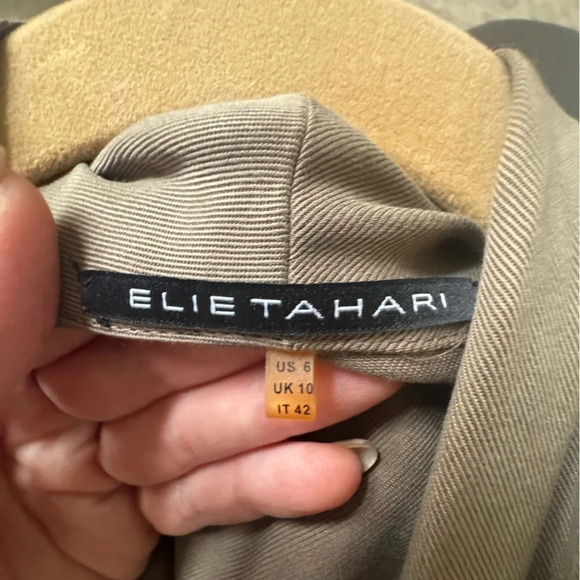 ELIE TAHARI
US 6
UK 10
IT 42